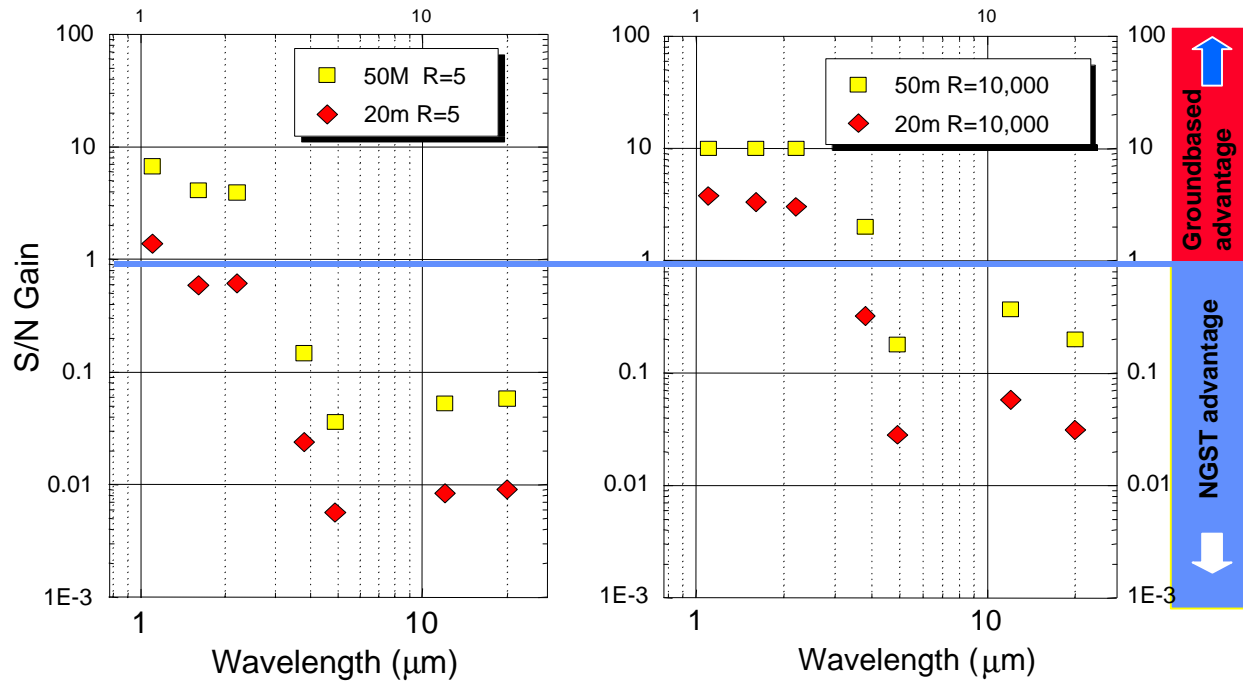 1
10
1
10
100
10
1
0.1
0.01
1E-3
S/N Gain
50M R=5
20m R=5
1
10
Wavelength (μm)
100
10
1
0.1
0.01
1E-3
50m R=10,000
20m R=10,000
1
10
Wavelength (μm)
100
10
1
0.1
0.01
1E-3
Groundbased
advantage
NGST advantage